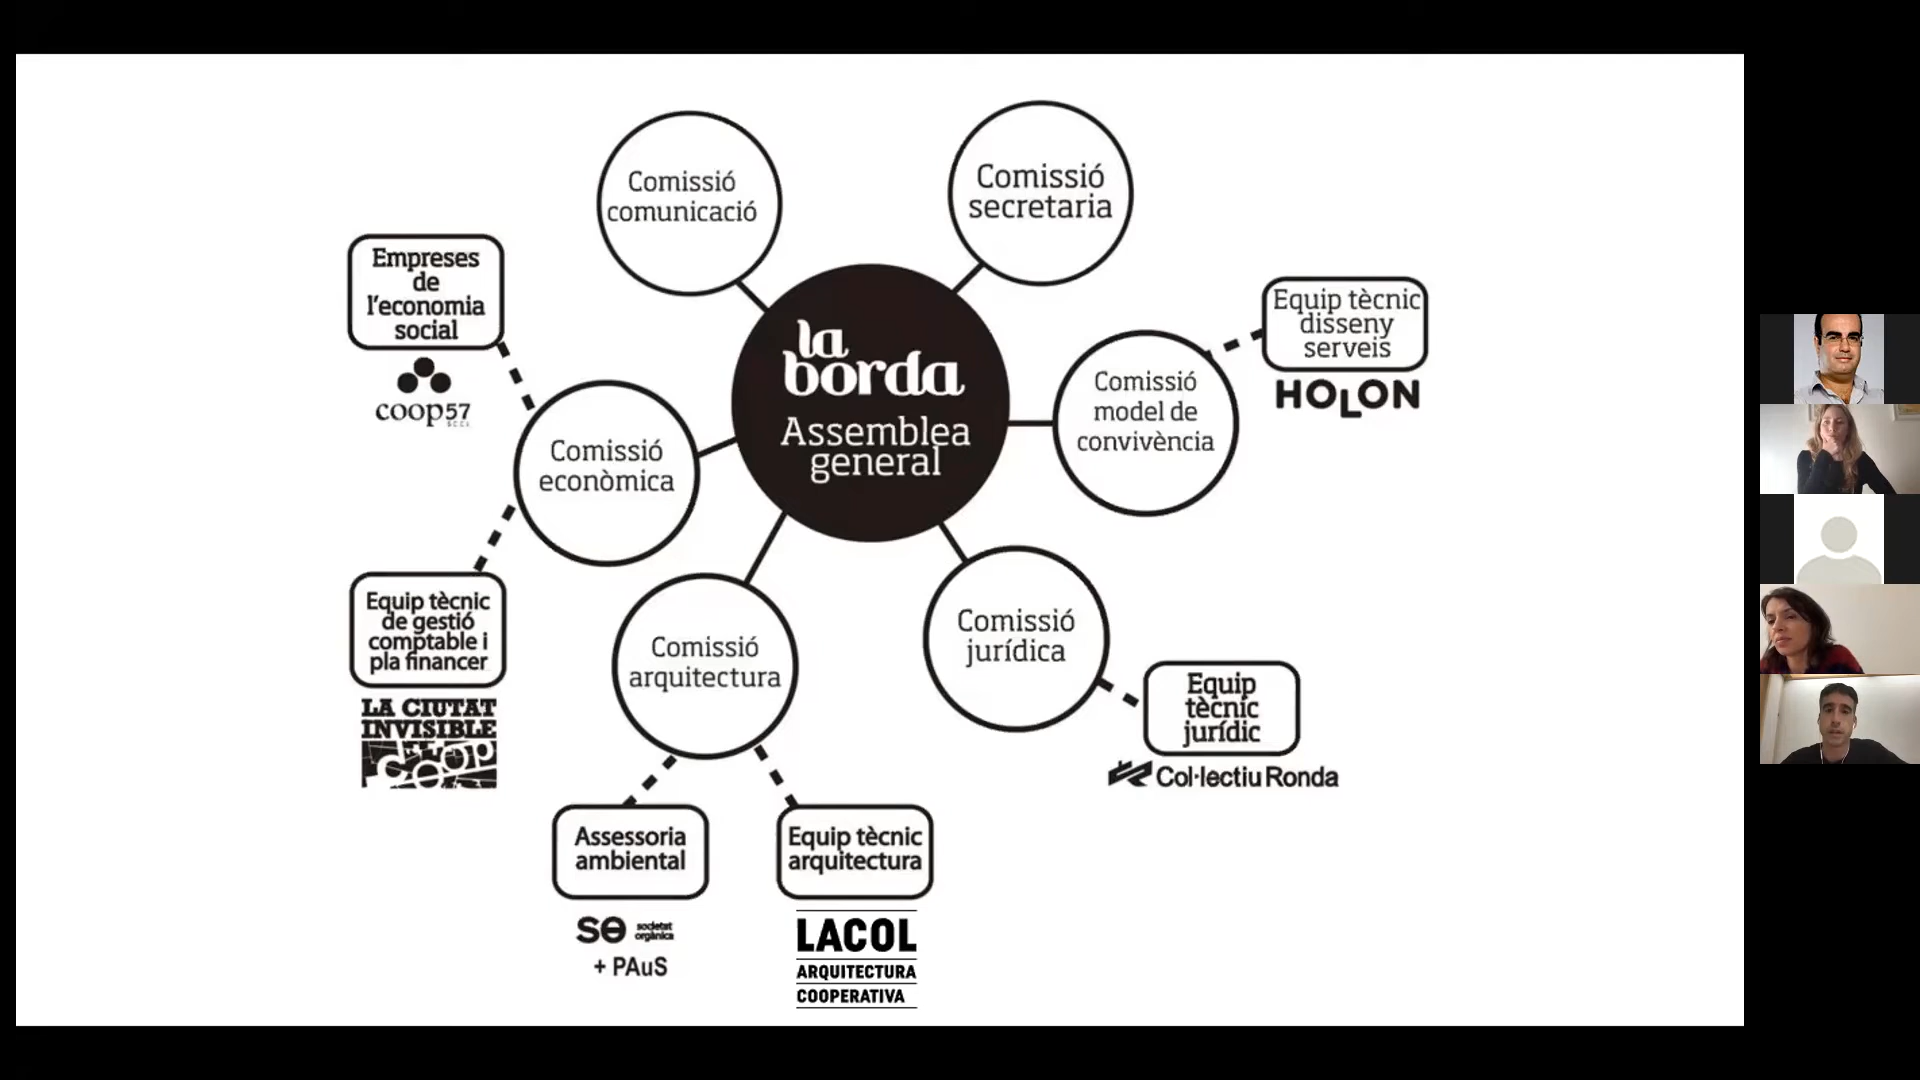 Comissió
comunicació
Comissió
secretaria
Empreses
de
l'economia
social
coop57
S.C.C.L.
Equip tècnic
disseny
serveis
HOLON
la
borda
Assemblea
general
Comissió
model de
convivència
Comissió
econòmica
Equip tècnic
de gestió
comptable i
pla financer
LA CIUTAT
INVISIBLE
coop
Comissió
arquitectura
Comissió
jurídica
Equip
tècnic
jurídic
Col·lectiu Ronda
Assessoria
ambiental
so societat
orgànica
+ PAuS
Equip tècnic
arquitectura
LACOL
ARQUITECTURA
COOPERATIVA